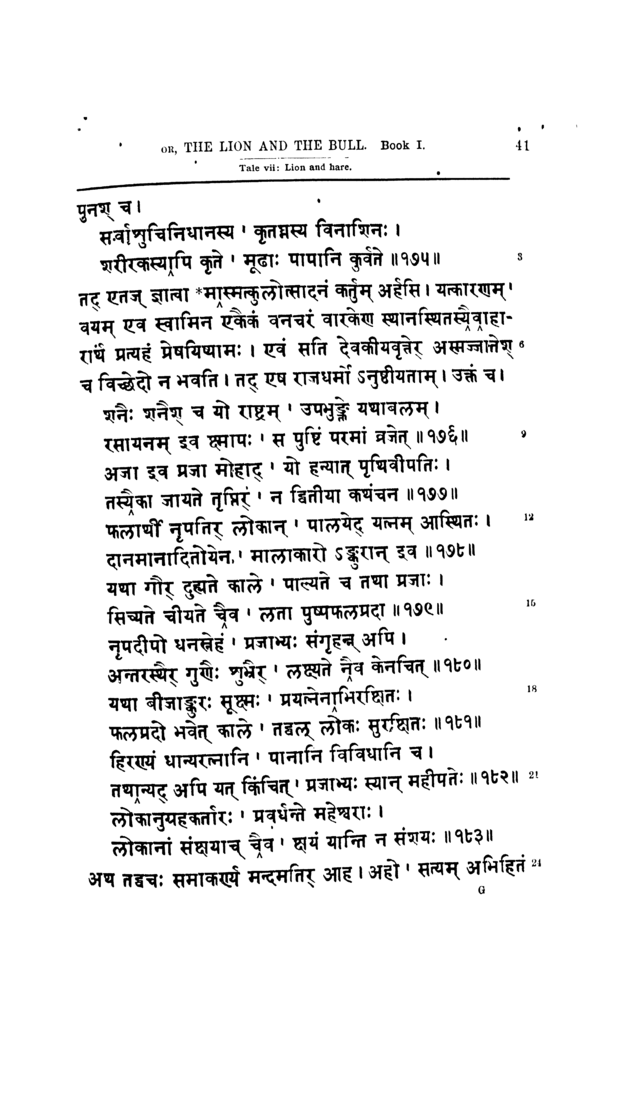 OR, THE LION AND THE BULL. Book I. 41
Tale vii: Lion and hare.
पुनश् च।
सर्वाशुचिनिधानस्य ' कृतघ्नस्य विनाशिनः।
शरीरकस्यापि कृते ' मूढाः पापानि कुर्वते॥१७५॥ 3
तद् एतज् ज्ञात्वा *मास्मत्कुलोत्सादनं कर्तुम् अर्हसि। यत्कारणम् '
वयम् एव स्वामिन एकैकं वनचरं वारकेण स्थानस्थितस्यैवाहा-
रार्थं प्रत्यहं प्रेषयिष्यामः। एवं सति देवकीयवृत्तेर् अस्मज्जातेश् 6
च विच्छेदो न भवति। तद् एष राजधर्मो ऽनुष्ठीयताम्। उक्तं च।
शनैः शनैश् च यो राष्ट्रम् ' उपभुङ्क्ते यथाबलम्।
रसायनम् इव क्ष्मापः ' स पुष्टिं परमां व्रजेत्॥१७६॥ 9
अजा इव प्रजा मोहाद् ' यो हन्यात् पृथिवीपतिः।
तस्यैका जायते तृप्तिर् ' न द्वितीया कथंचन॥१७७॥
फलार्थी नृपतिर् लोकान् ' पालयेद् यत्नम् आस्थितः। 12
दानमानादितोयेन ' मालाकारो ऽङ्कुरान् इव॥१७८॥
यथा गौर् दुह्यते काले ' पाल्यते च तथा प्रजाः।
सिच्यते चीयते चैव ' लता पुष्पफलप्रदा॥१७९॥ 15
नृपदीपो धनस्नेहं ' प्रजाभ्यः संगृहन्न् अपि।
अन्तरस्थैर् गुणैः शुभ्रैर् ' लक्ष्यते नैव केनचित्॥१८०॥
यथा बीजाङ्कुरः सूक्ष्मः ' प्रयत्नेनाभिरक्षितः। 18
फलप्रदो भवेत् काले ' तद्वल् लोकः सुरक्षितः॥१८१॥
हिरण्यं धान्यरत्नानि ' पानानि विविधानि च।
तथान्यद् अपि यत् किंचित् ' प्रजाभ्यः स्यान् महीपतेः॥१८२॥ 21
लोकानुग्रहकर्तारः ' प्रवर्धन्ते महेश्वराः।
लोकानां संक्षयाच् चैव ' क्षयं यान्ति न संशयः॥१८३॥
अथ तद्वचः समाकर्ण्य मन्दमतिर् आह। अहो ' सत्यम् अभिहितं 24
G